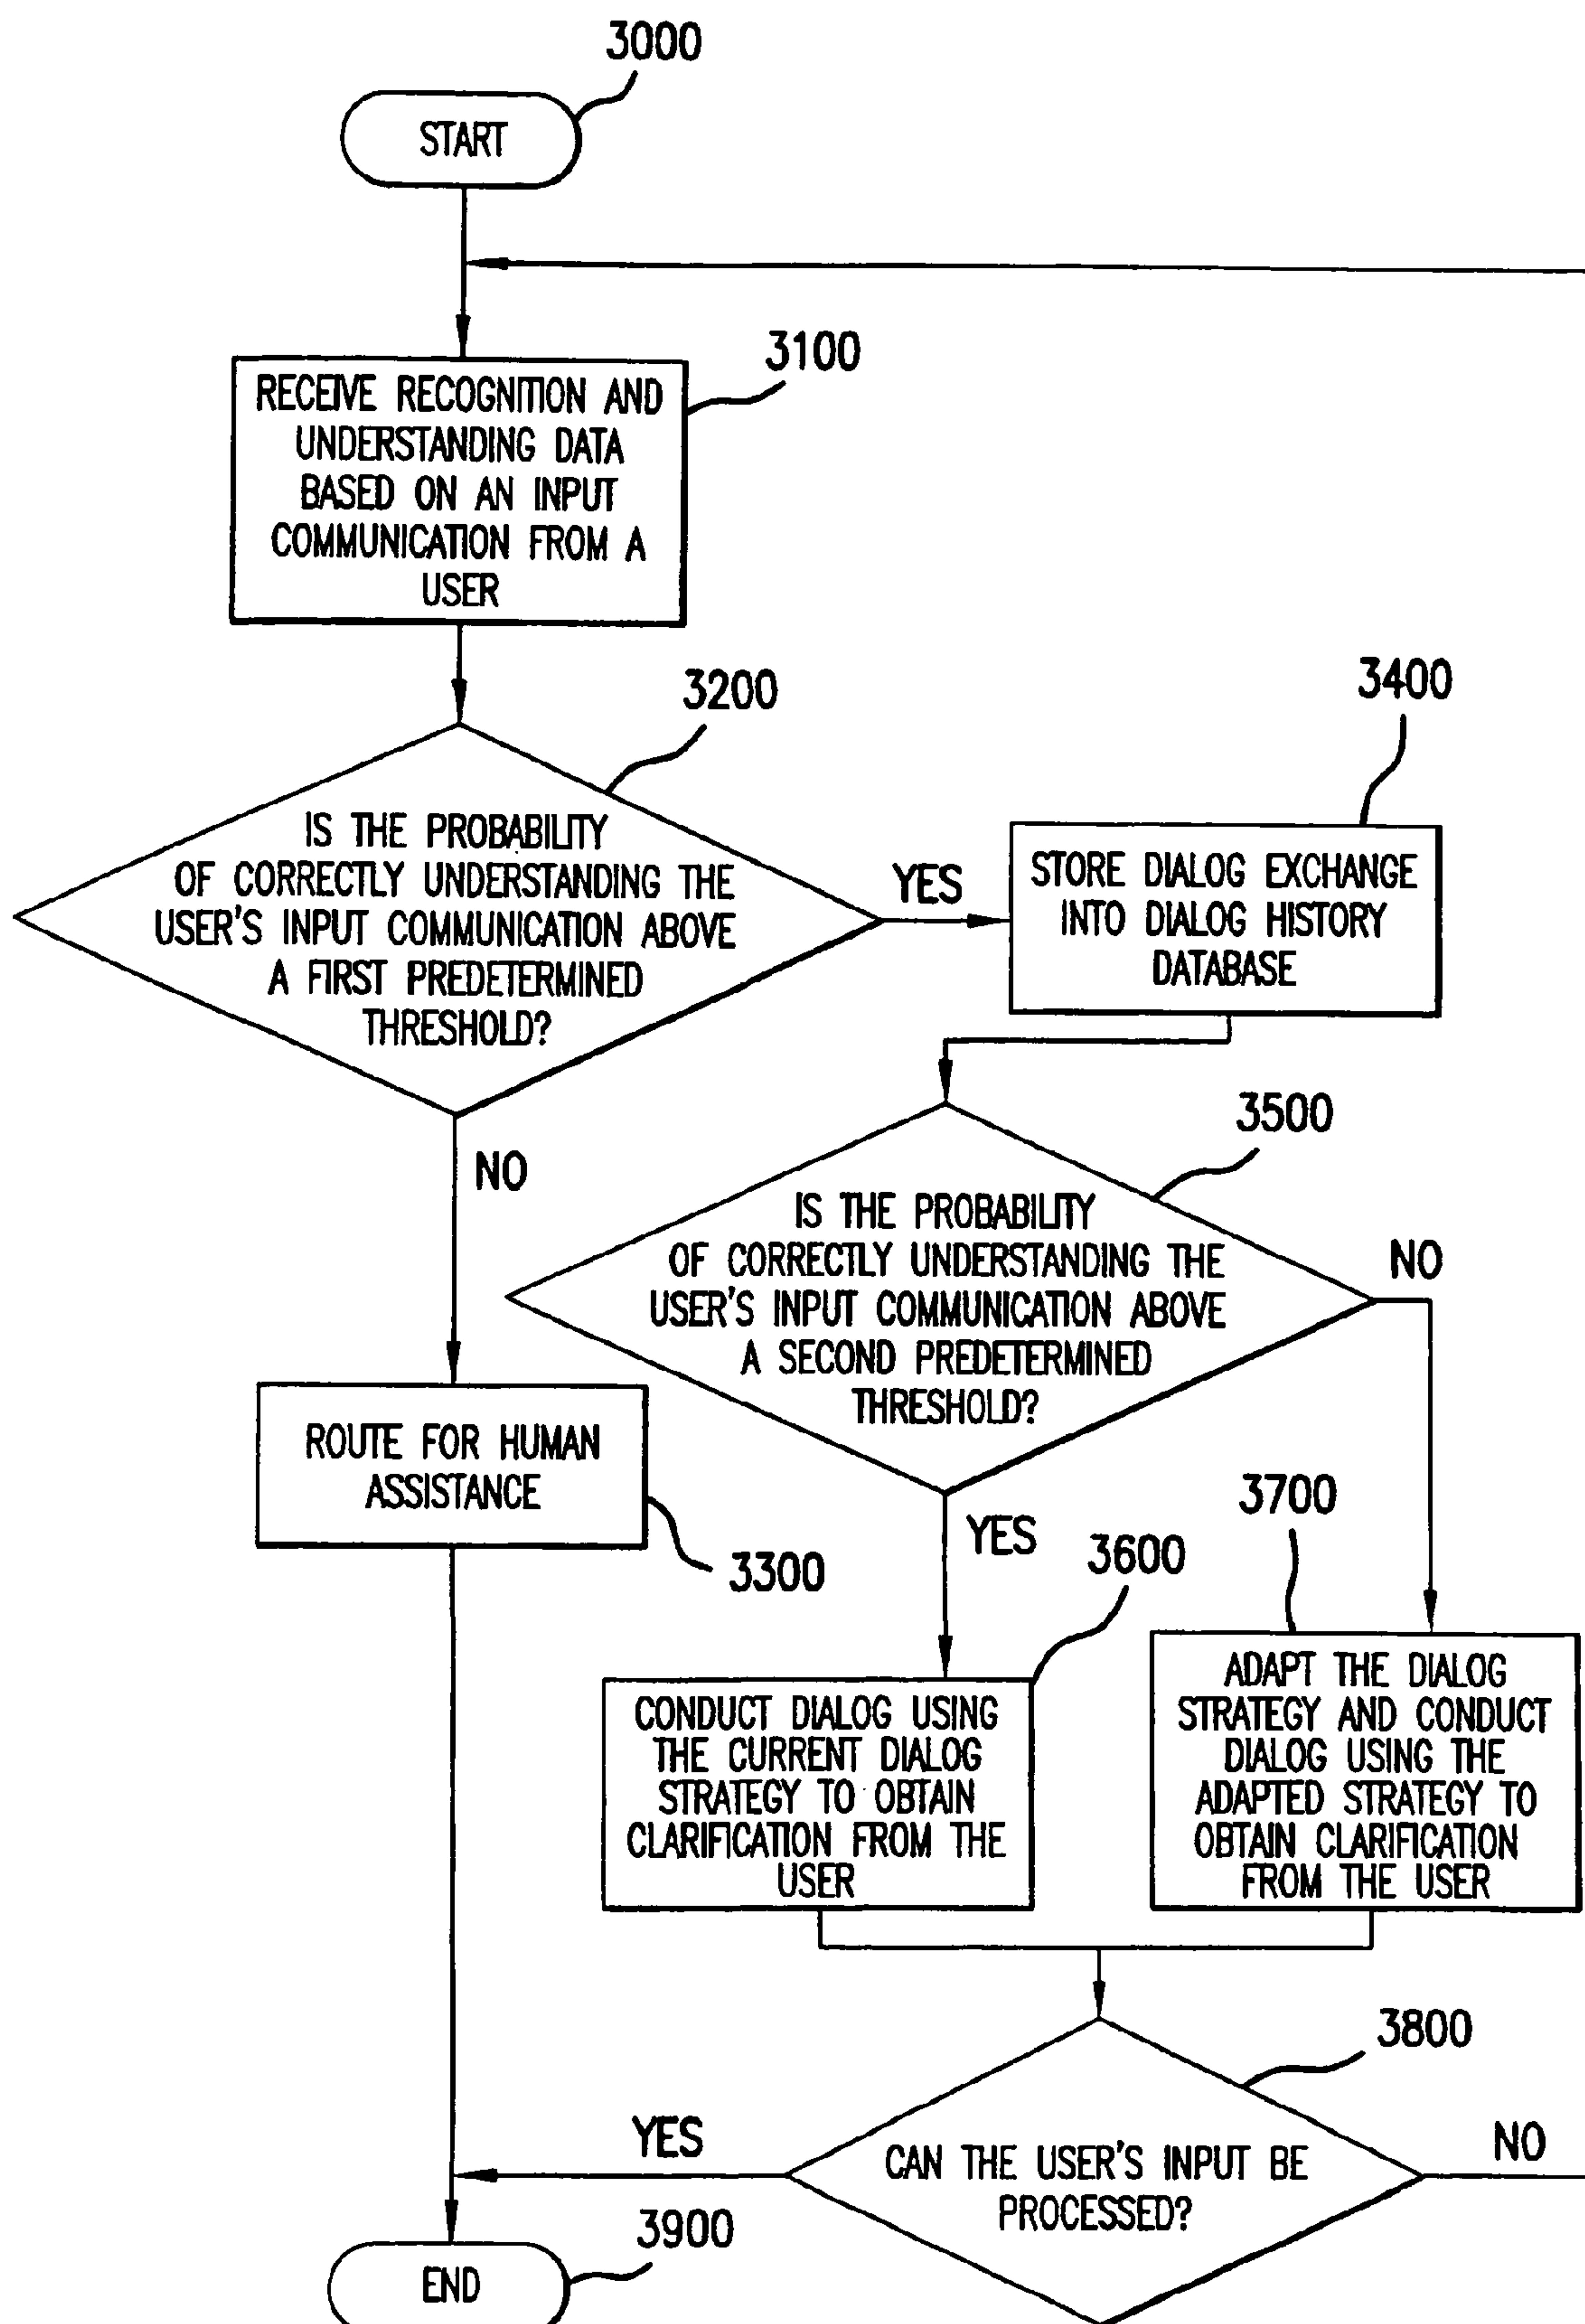 3000
START
3100
RECEIVE RECOGNITION AND
UNDERSTANDING DATA
BASED ON AN INPUT
COMMUNICATION FROM A
USER
3200
IS THE PROBABILITY
OF CORRECTLY UNDERSTANDING THE
USER'S INPUT COMMUNICATION ABOVE
A FIRST PREDETERMINED
THRESHOLD?
YES
NO
3400
STORE DIALOG EXCHANGE
INTO DIALOG HISTORY
DATABASE
3500
IS THE PROBABILITY
OF CORRECTLY UNDERSTANDING THE
USER'S INPUT COMMUNICATION ABOVE
A SECOND PREDETERMINED
THRESHOLD?
NO
YES
ROUTE FOR HUMAN
ASSISTANCE
3300
3600
CONDUCT DIALOG USING
THE CURRENT DIALOG
STRATEGY TO OBTAIN
CLARIFICATION FROM THE
USER
3700
ADAPT THE DIALOG
STRATEGY AND CONDUCT
DIALOG USING THE
ADAPTED STRATEGY TO
OBTAIN CLARIFICATION
FROM THE USER
3800
CAN THE USER'S INPUT BE
PROCESSED?
YES
NO
3900
END